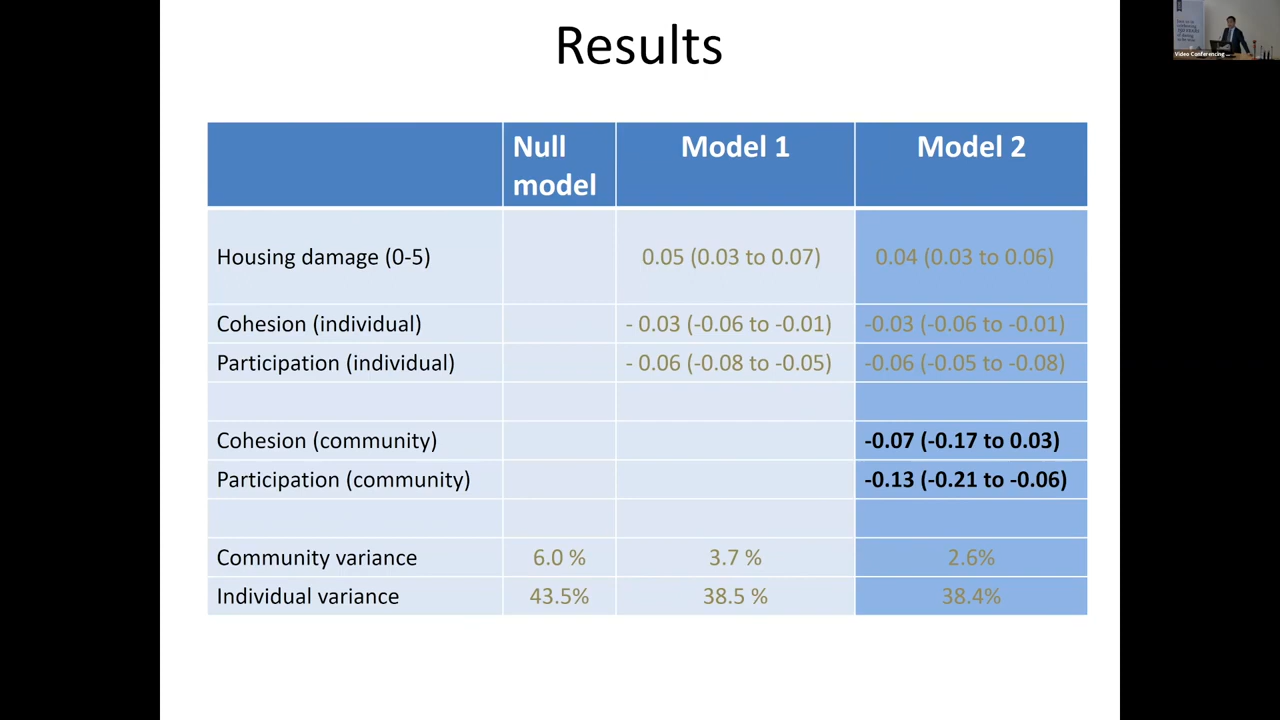 Results
Null model Model 1 Model 2
Housing damage (0-5) 0.05 (0.03 to 0.07) 0.04 (0.03 to 0.06)
Cohesion (individual) - 0.03 (-0.06 to -0.01) -0.03 (-0.06 to -0.01)
Participation (individual) - 0.06 (-0.08 to -0.05) -0.06 (-0.05 to -0.08)
Cohesion (community) -0.07 (-0.17 to 0.03)
Participation (community) -0.13 (-0.21 to -0.06)
Community variance 6.0 % 3.7 % 2.6%
Individual variance 43.5% 38.5 % 38.4%
Video Conferencing ...